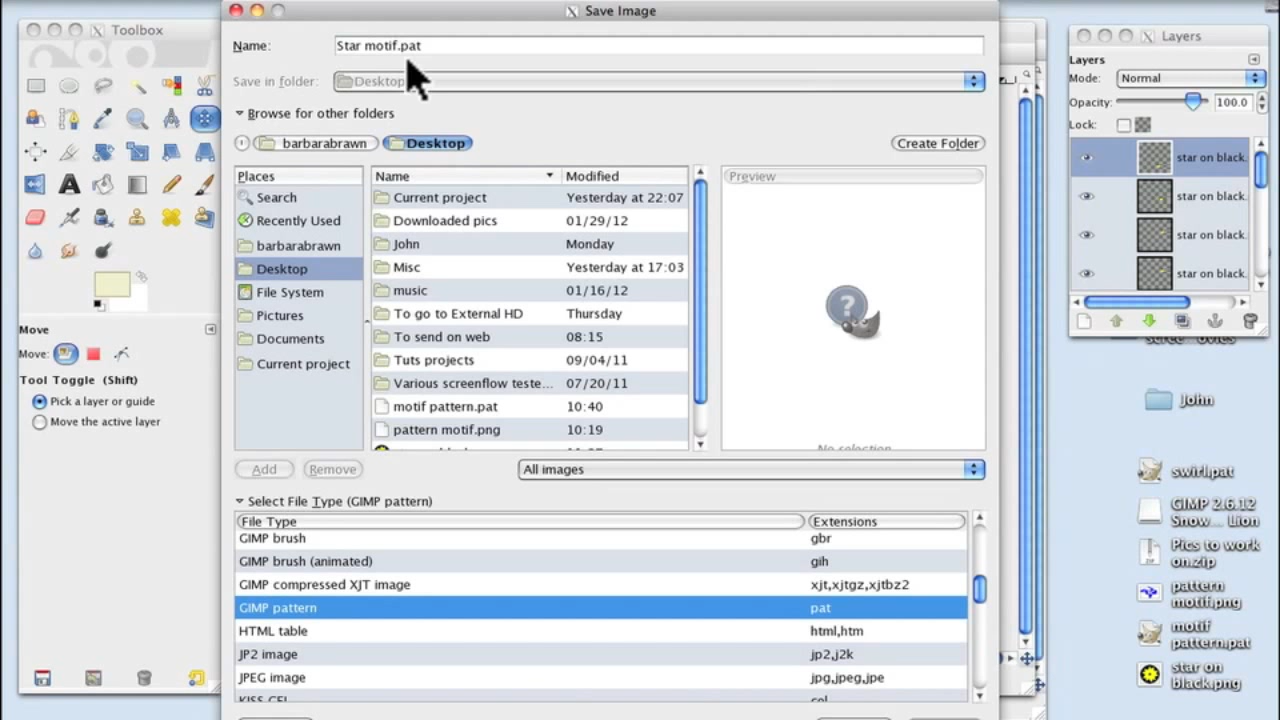 Toolbox
Save Image
Layers
Name:
Star motif.pat
Save in folder:
Desktop
Browse for other folders
barbarabrawn
Desktop
Create Folder
Places
Search
Recently Used
barbarabrawn
Desktop
File System
Pictures
Documents
Current project
Name
Modified
Current project
Yesterday at 22:07
Downloaded pics
01/29/12
John
Monday
Misc
Yesterday at 17:03
music
01/16/12
To go to External HD
Thursday
To send on web
08:15
Tuts projects
09/04/11
Various screenflow teste...
07/20/11
motif pattern.pat
10:40
pattern motif.png
10:19
Preview
No selection
Add
Remove
All images
Select File Type (GIMP pattern)
File Type
Extensions
GIMP brush
gbr
GIMP brush (animated)
gih
GIMP compressed XJT image
xjt,xjtgz,xjtbz2
GIMP pattern
pat
HTML table
html,htm
JP2 image
jp2,j2k
JPEG image
jpg,jpeg,jpe
KISS CEL
cel
Move
Move:
Tool Toggle (Shift)
Pick a layer or guide
Move the active layer
Layers
Mode:
Normal
Opacity:
100.0
Lock:
star on black.
star on black.
star on black.
star on black.
John
swirl.pat
GIMP 2.6.12
Snow... Lion
Pics to work
on.zip
pattern
motif.png
motif
pattern.pat
star on
black.png